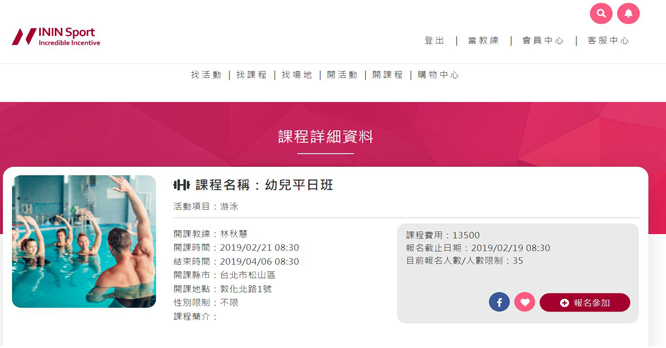 ININ Sport
Incredible Incentive
登出 | 當教練 | 會員中心 | 客服中心
找活動 | 找課程 | 找場地 | 開活動 | 開課程 | 購物中心
課程詳細資料
課程名稱：幼兒平日班
活動項目：游泳
開課教練：林秋慧
開課時間：2019/02/21 08:30
結束時間：2019/04/06 08:30
開課縣市：台北市松山區
開課地點：敦化北路1號
性別限制：不限
課程簡介：
課程費用：13500
報名截止日期：2019/02/19 08:30
目前報名人數/人數限制：35
報名參加